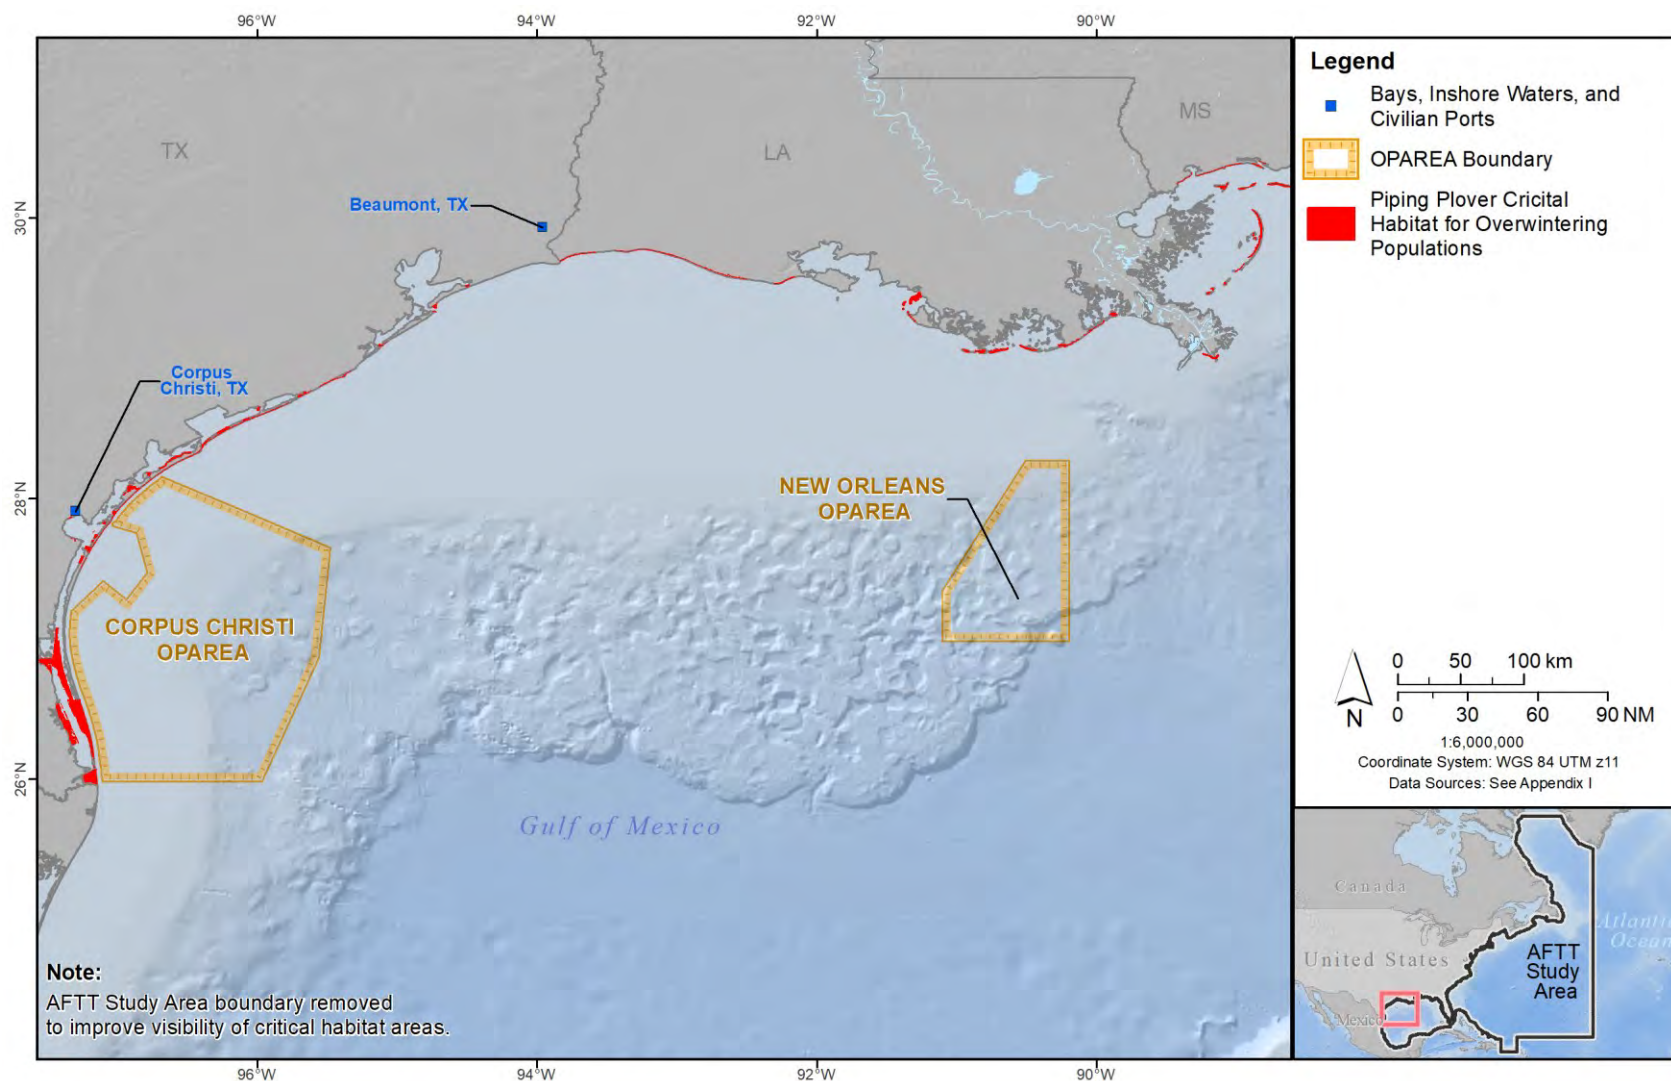 96°W
94°W
92°W
90°W
30°N
28°N
26°N
TX
LA
MS
Beaumont, TX
Corpus
Christi, TX
NEW ORLEANS
OPAREA
CORPUS CHRISTI
OPAREA
Gulf of Mexico
Note:
AFTT Study Area boundary removed
to improve visibility of critical habitat areas.
96°W
94°W
92°W
90°W
Legend
Bays, Inshore Waters, and
Civilian Ports
OPAREA Boundary
Piping Plover Cricital
Habitat for Overwintering
Populations
N
0 50 100 km
0 30 60 90 NM
1:6,000,000
Coordinate System: WGS 84 UTM z11
Data Sources: See Appendix I
Canada
United States
Mexico
Atlantic
Ocean
AFTT
Study
Area